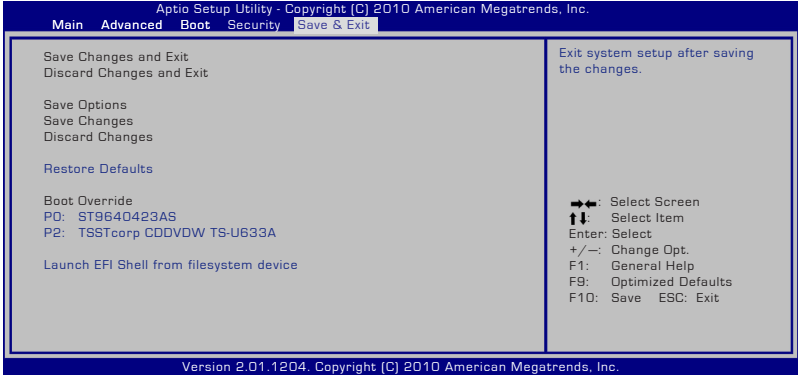 Aptio Setup Utility - Copyright (C) 2010 American Megatrends, Inc.
Main Advanced Boot Security Save & Exit
Save Changes and Exit
Discard Changes and Exit
Save Options
Save Changes
Discard Changes
Restore Defaults
Boot Override
P0: ST9640423AS
P2: TSSTcorp CDDVDW TS-U633A
Launch EFI Shell from filesystem device
Exit system setup after saving
the changes.
→←: Select Screen
↑↓: Select Item
Enter: Select
+/—: Change Opt.
F1: General Help
F9: Optimized Defaults
F10: Save ESC: Exit
Version 2.01.1204. Copyright (C) 2010 American Megatrends, Inc.